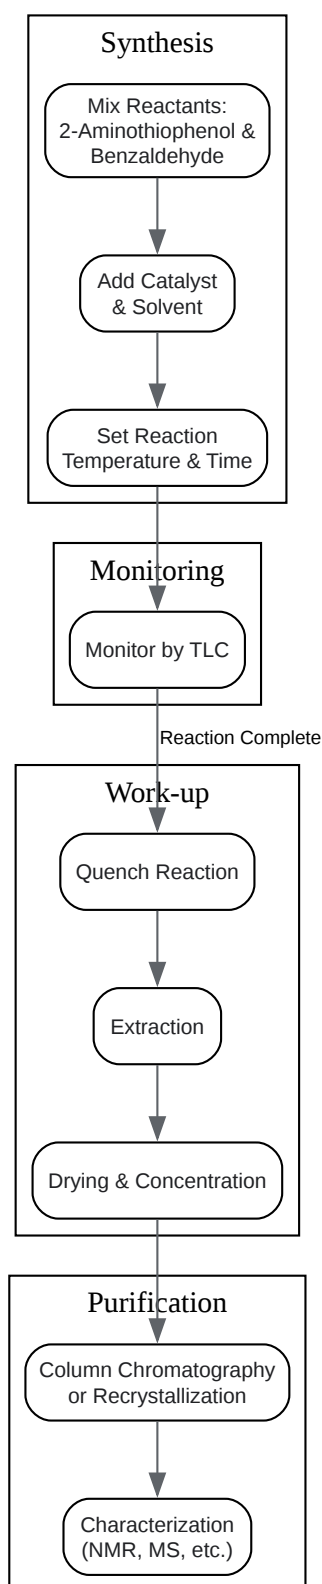 Synthesis
Mix Reactants:
2-Aminothiophenol &
Benzaldehyde
Add Catalyst
& Solvent
Set Reaction
Temperature & Time
Monitoring
Monitor by TLC
Reaction Complete
Work-up
Quench Reaction
Extraction
Drying & Concentration
Purification
Column Chromatography
or Recrystallization
Characterization
(NMR, MS, etc.)